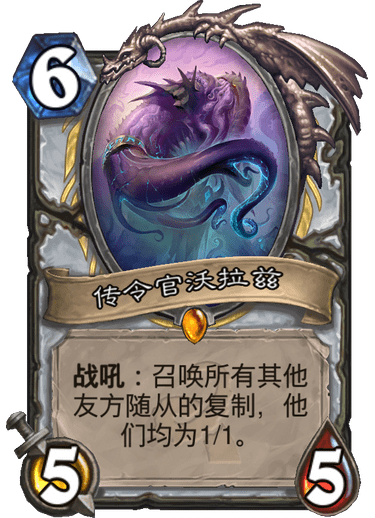 6
传令官沃拉兹
战吼：召唤所有其他
友方随从的复制，他
们均为1/1。
5
5